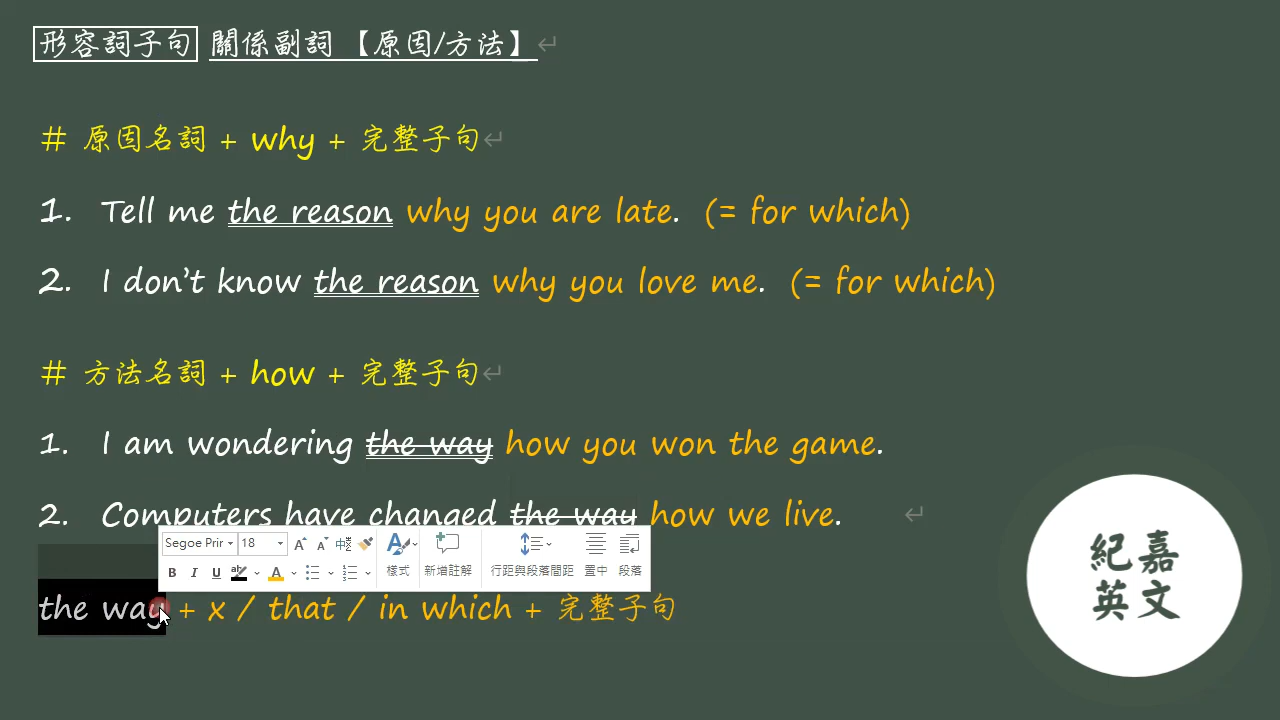 形容詞子句 關係副詞 【原因/方法】
# 原因名詞 + why + 完整子句
1. Tell me the reason why you are late. (= for which)
2. I don't know the reason why you love me. (= for which)
# 方法名詞 + how + 完整子句
1. I am wondering the way how you won the game.
2. Computers have changed the way how we live.
Segoe Prir 18 A A 中 A 樣式 新增註解 行距與段落間距 置中 段落
B I U ab A
the way + x / that / in which + 完整子句
紀嘉
英文